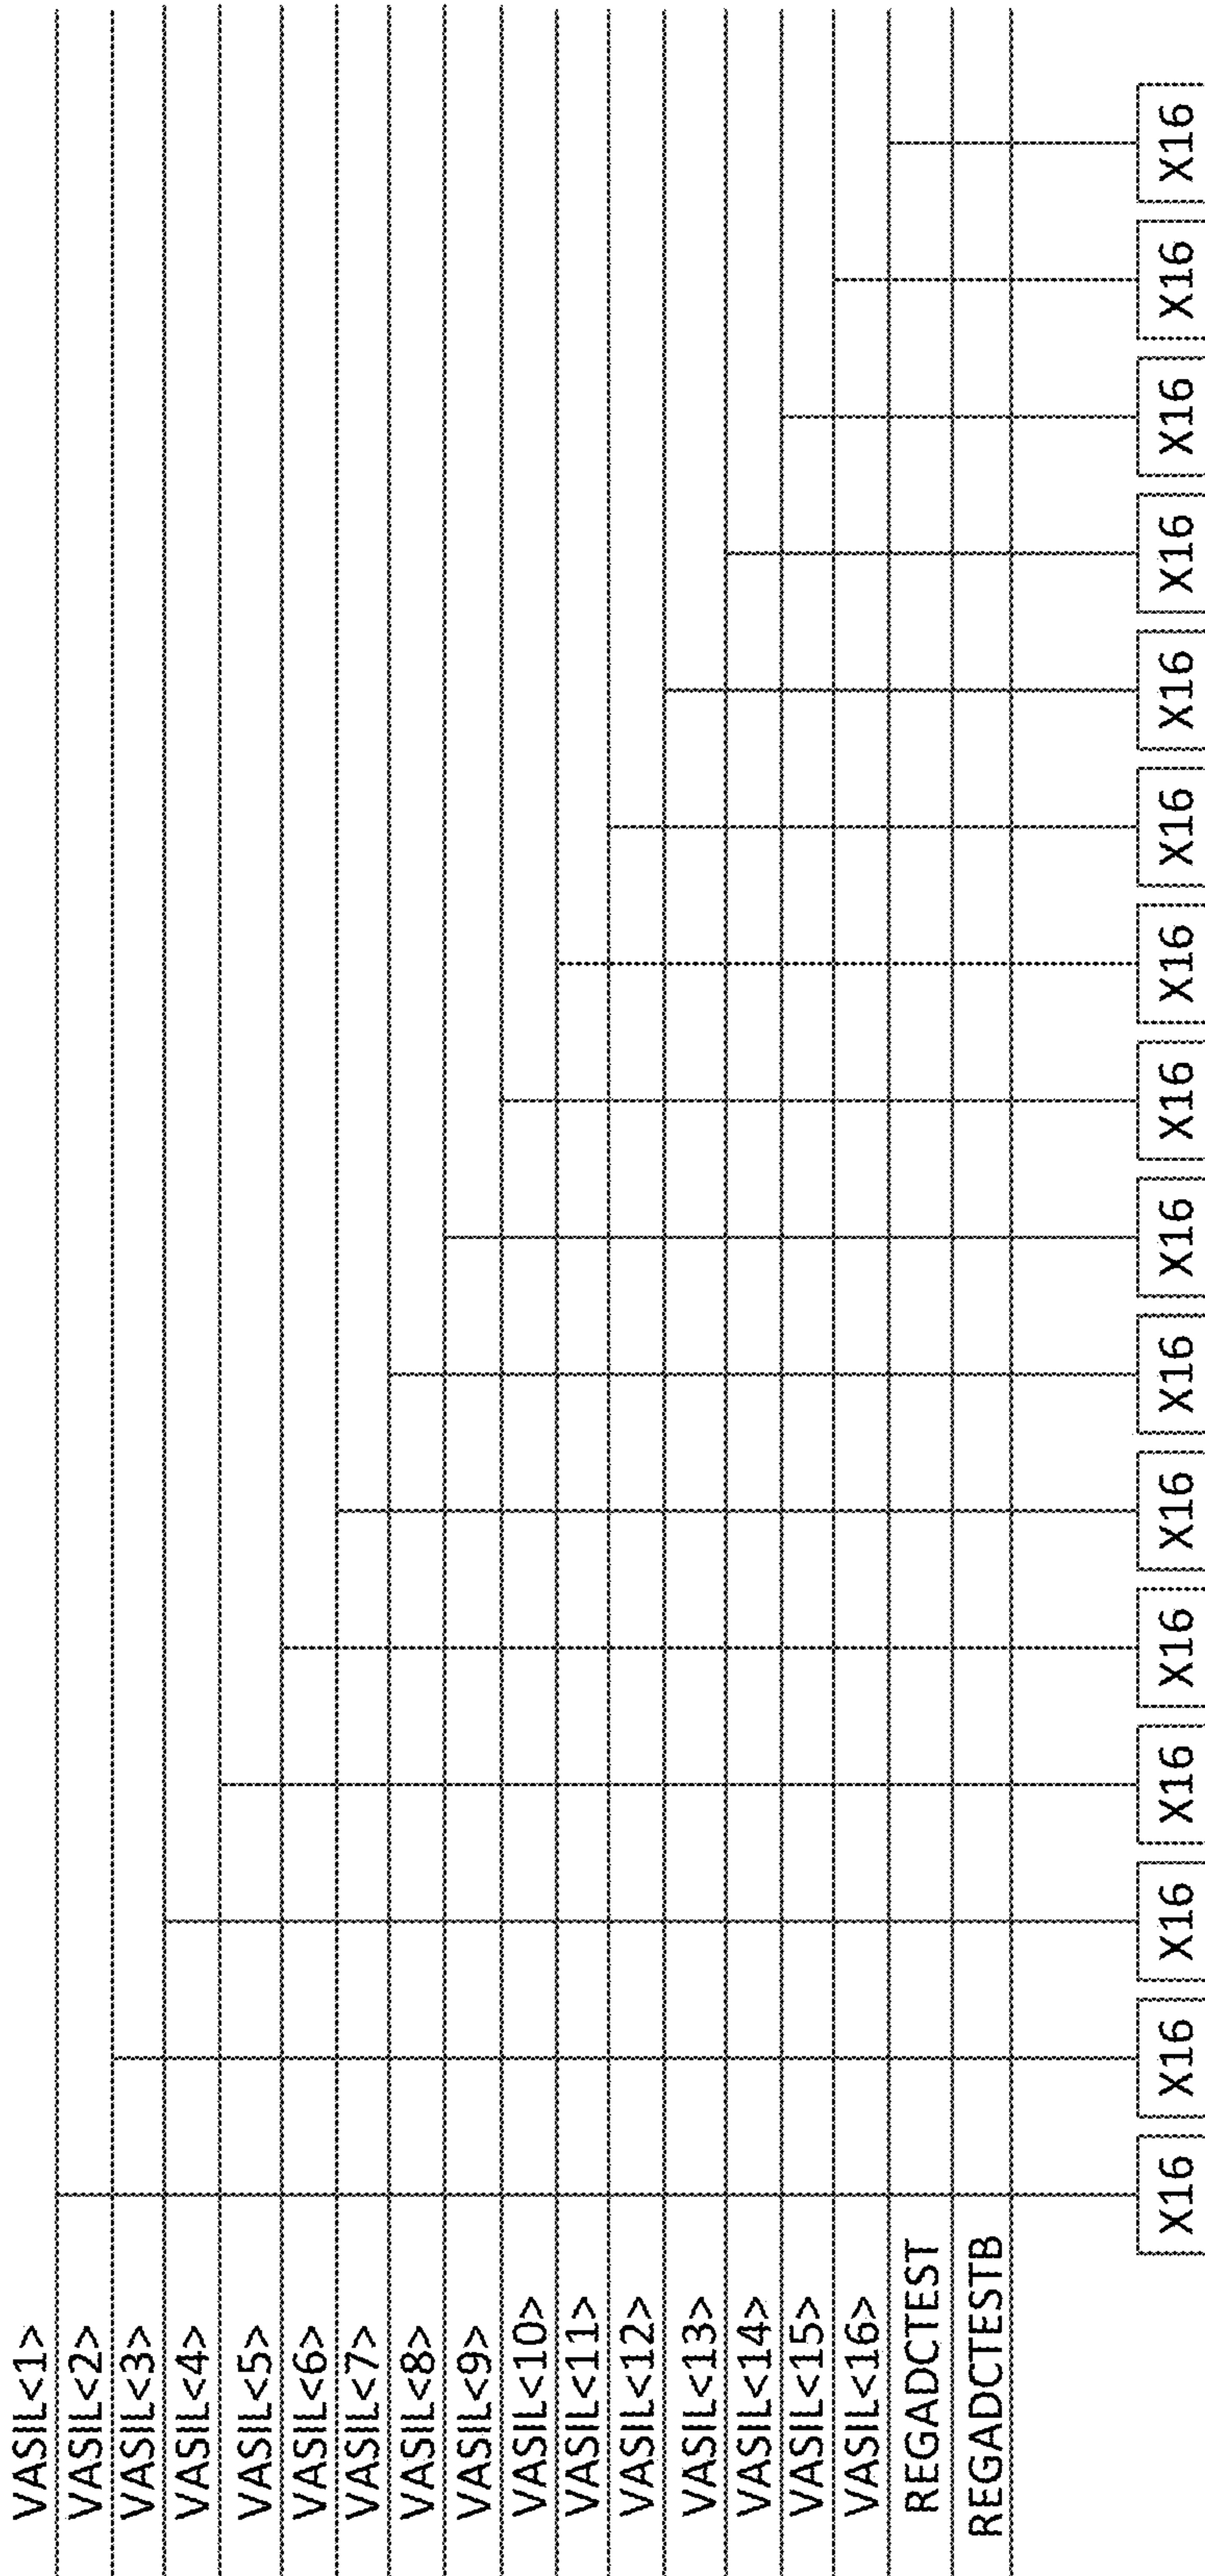 VASIL<1>
VASIL<2>
VASIL<3>
VASIL<4>
VASIL<5>
VASIL<6>
VASIL<7>
VASIL<8>
VASIL<9>
VASIL<10>
VASIL<11>
VASIL<12>
VASIL<13>
VASIL<14>
VASIL<15>
VASIL<16>
REGADCTEST
REGADCTESTB
X16 X16 X16 X16 X16 X16 X16 X16 X16 X16 X16 X16 X16 X16 X16 X16